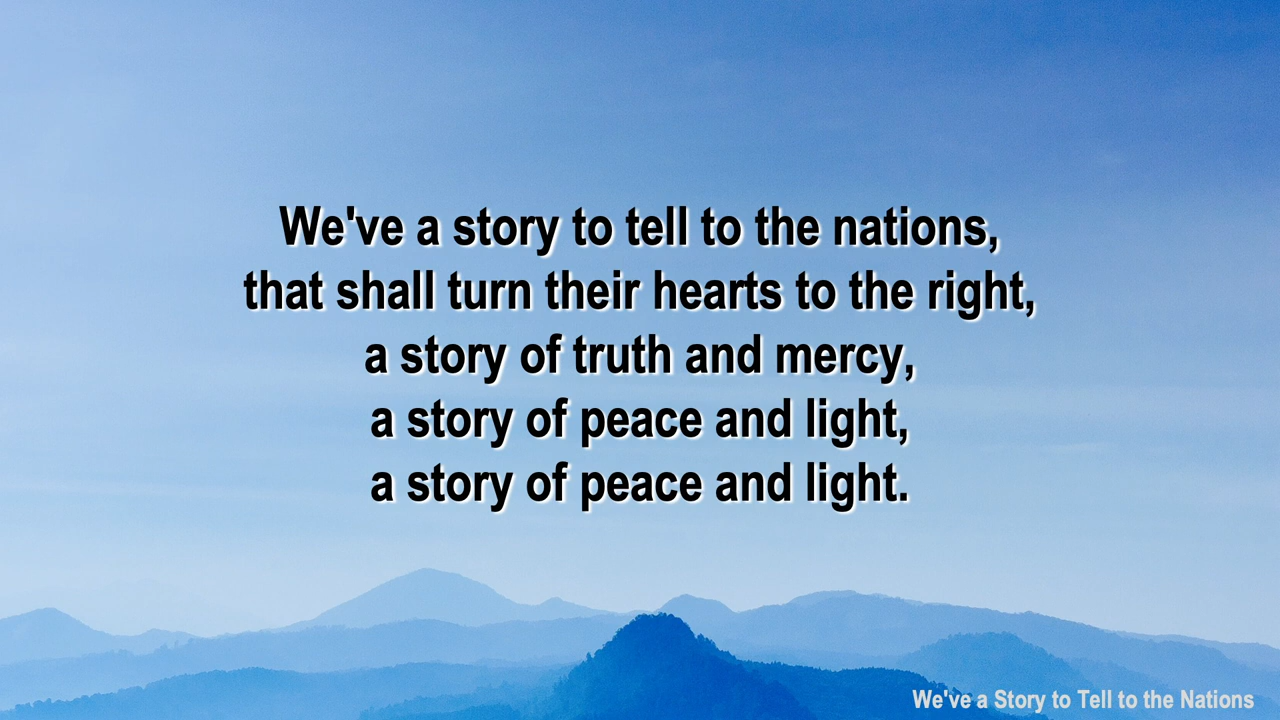 We've a story to tell to the nations,
that shall turn their hearts to the right,
a story of truth and mercy,
a story of peace and light,
a story of peace and light.
We've a Story to Tell to the Nations